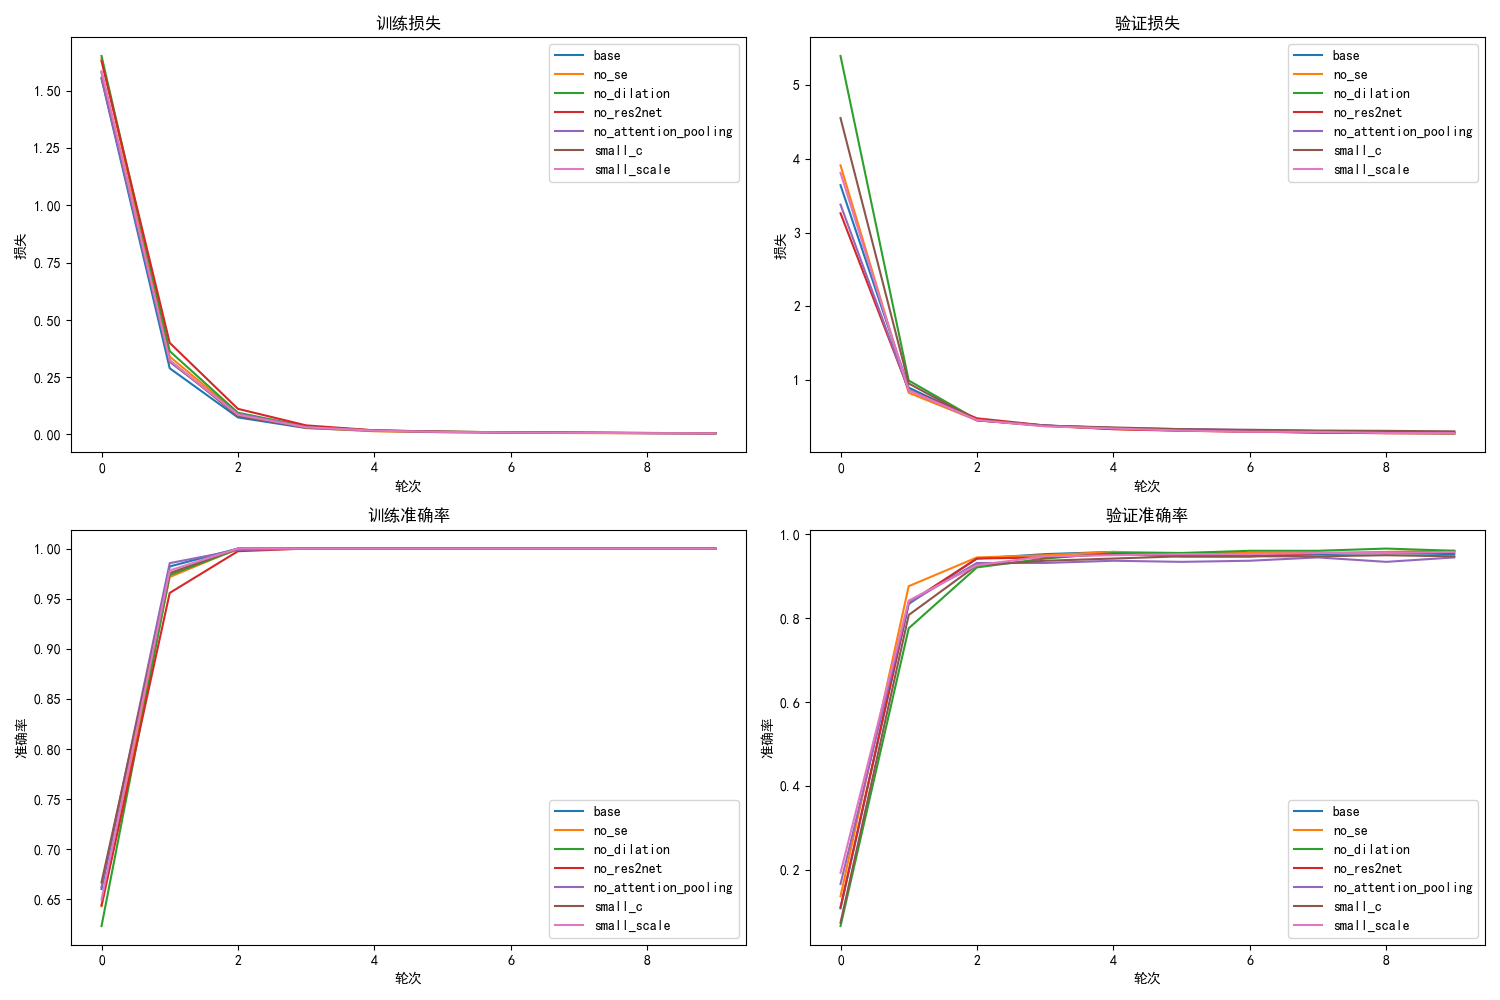 训练损失
损失
1.50
1.25
1.00
0.75
0.50
0.25
0.00
0 2 4 6 8
轮次
base
no_se
no_dilation
no_res2net
no_attention_pooling
small_c
small_scale
验证损失
损失
5
4
3
2
1
0 2 4 6 8
轮次
base
no_se
no_dilation
no_res2net
no_attention_pooling
small_c
small_scale
训练准确率
准确率
1.00
0.95
0.90
0.85
0.80
0.75
0.70
0.65
0 2 4 6 8
轮次
base
no_se
no_dilation
no_res2net
no_attention_pooling
small_c
small_scale
验证准确率
准确率
1.0
0.8
0.6
0.4
0.2
0 2 4 6 8
轮次
base
no_se
no_dilation
no_res2net
no_attention_pooling
small_c
small_scale